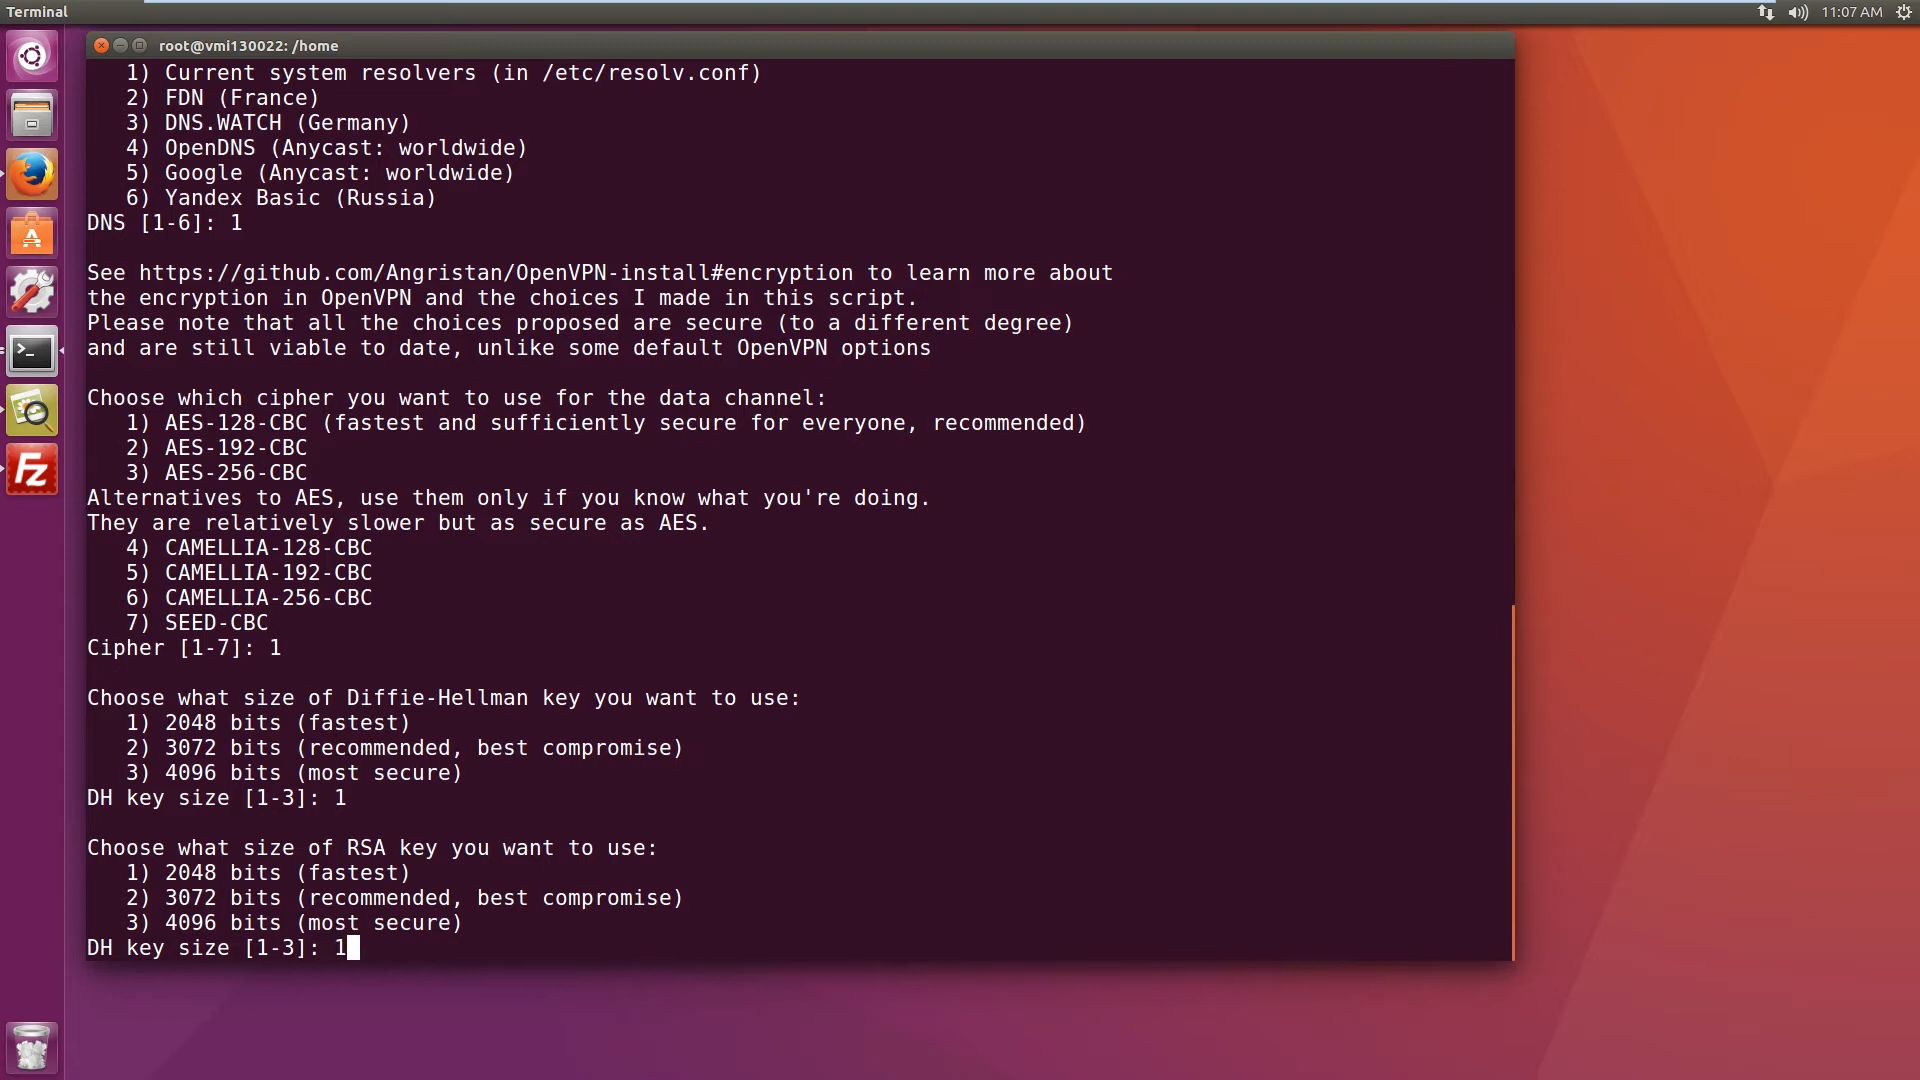 Terminal
11:07 AM
root@vmi130022: /home
1) Current system resolvers (in /etc/resolv.conf)
2) FDN (France)
3) DNS.WATCH (Germany)
4) OpenDNS (Anycast: worldwide)
5) Google (Anycast: worldwide)
6) Yandex Basic (Russia)
DNS [1-6]: 1
See https://github.com/Angristan/OpenVPN-install#encryption to learn more about
the encryption in OpenVPN and the choices I made in this script.
Please note that all the choices proposed are secure (to a different degree)
and are still viable to date, unlike some default OpenVPN options
Choose which cipher you want to use for the data channel:
1) AES-128-CBC (fastest and sufficiently secure for everyone, recommended)
2) AES-192-CBC
3) AES-256-CBC
Alternatives to AES, use them only if you know what you're doing.
They are relatively slower but as secure as AES.
4) CAMELLIA-128-CBC
5) CAMELLIA-192-CBC
6) CAMELLIA-256-CBC
7) SEED-CBC
Cipher [1-7]: 1
Choose what size of Diffie-Hellman key you want to use:
1) 2048 bits (fastest)
2) 3072 bits (recommended, best compromise)
3) 4096 bits (most secure)
DH key size [1-3]: 1
Choose what size of RSA key you want to use:
1) 2048 bits (fastest)
2) 3072 bits (recommended, best compromise)
3) 4096 bits (most secure)
DH key size [1-3]: 1